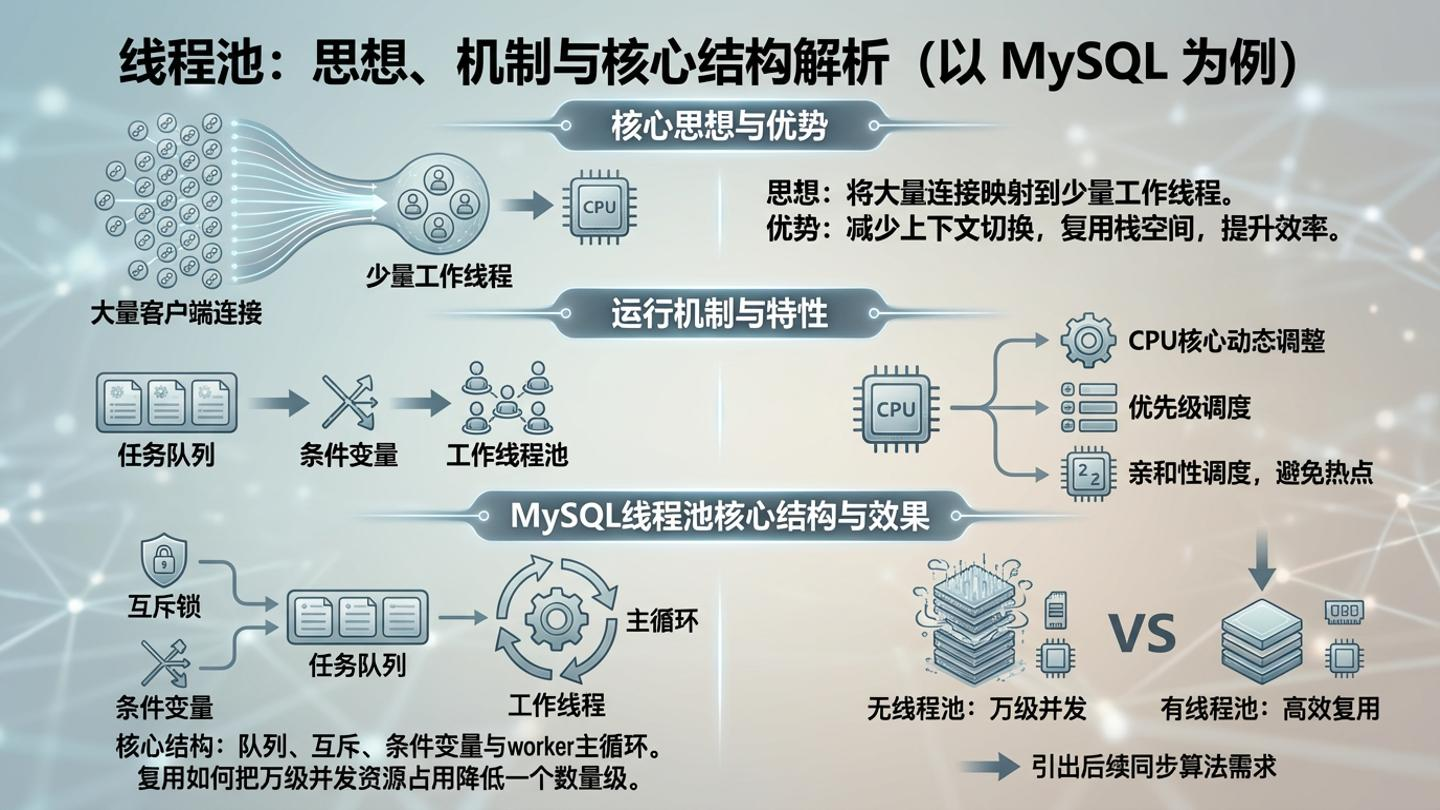 线程池：思想、机制与核心结构解析（以 MySQL 为例）
核心思想与优势
CPU
少量工作线程
大量客户端连接
思想：将大量连接映射到少量工作线程。
优势：减少上下文切换，复用栈空间，提升效率。
运行机制与特性
任务队列
条件变量
工作线程池
CPU
CPU核心动态调整
优先级调度
2 2
亲和性调度，避免热点
MySQL线程池核心结构与效果
9
互斥锁
条件变量
任务队列
主循环
工作线程
核心结构：队列、互斥、条件变量与worker主循环。
复用如何把万级并发资源占用降低一个数量级。
VS
无线程池：万级并发
有线程池：高效复用
引出后续同步算法需求